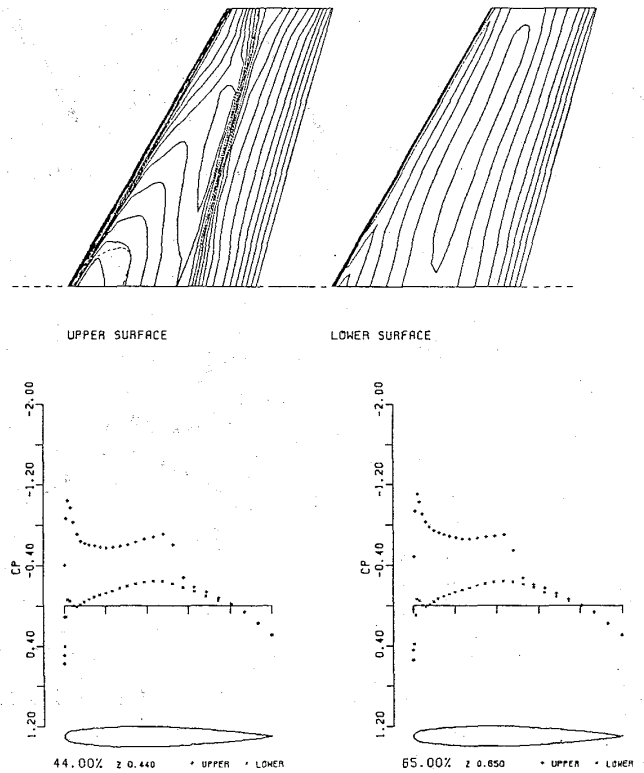 UPPER SURFACE
LOWER SURFACE
-2.00
-1.20
-0.40
CP
0.40
1.20
44.00% Z 0.440 + UPPER × LOWER
-2.00
-1.20
-0.40
CP
0.40
1.20
65.00% Z 0.650 + UPPER × LOWER